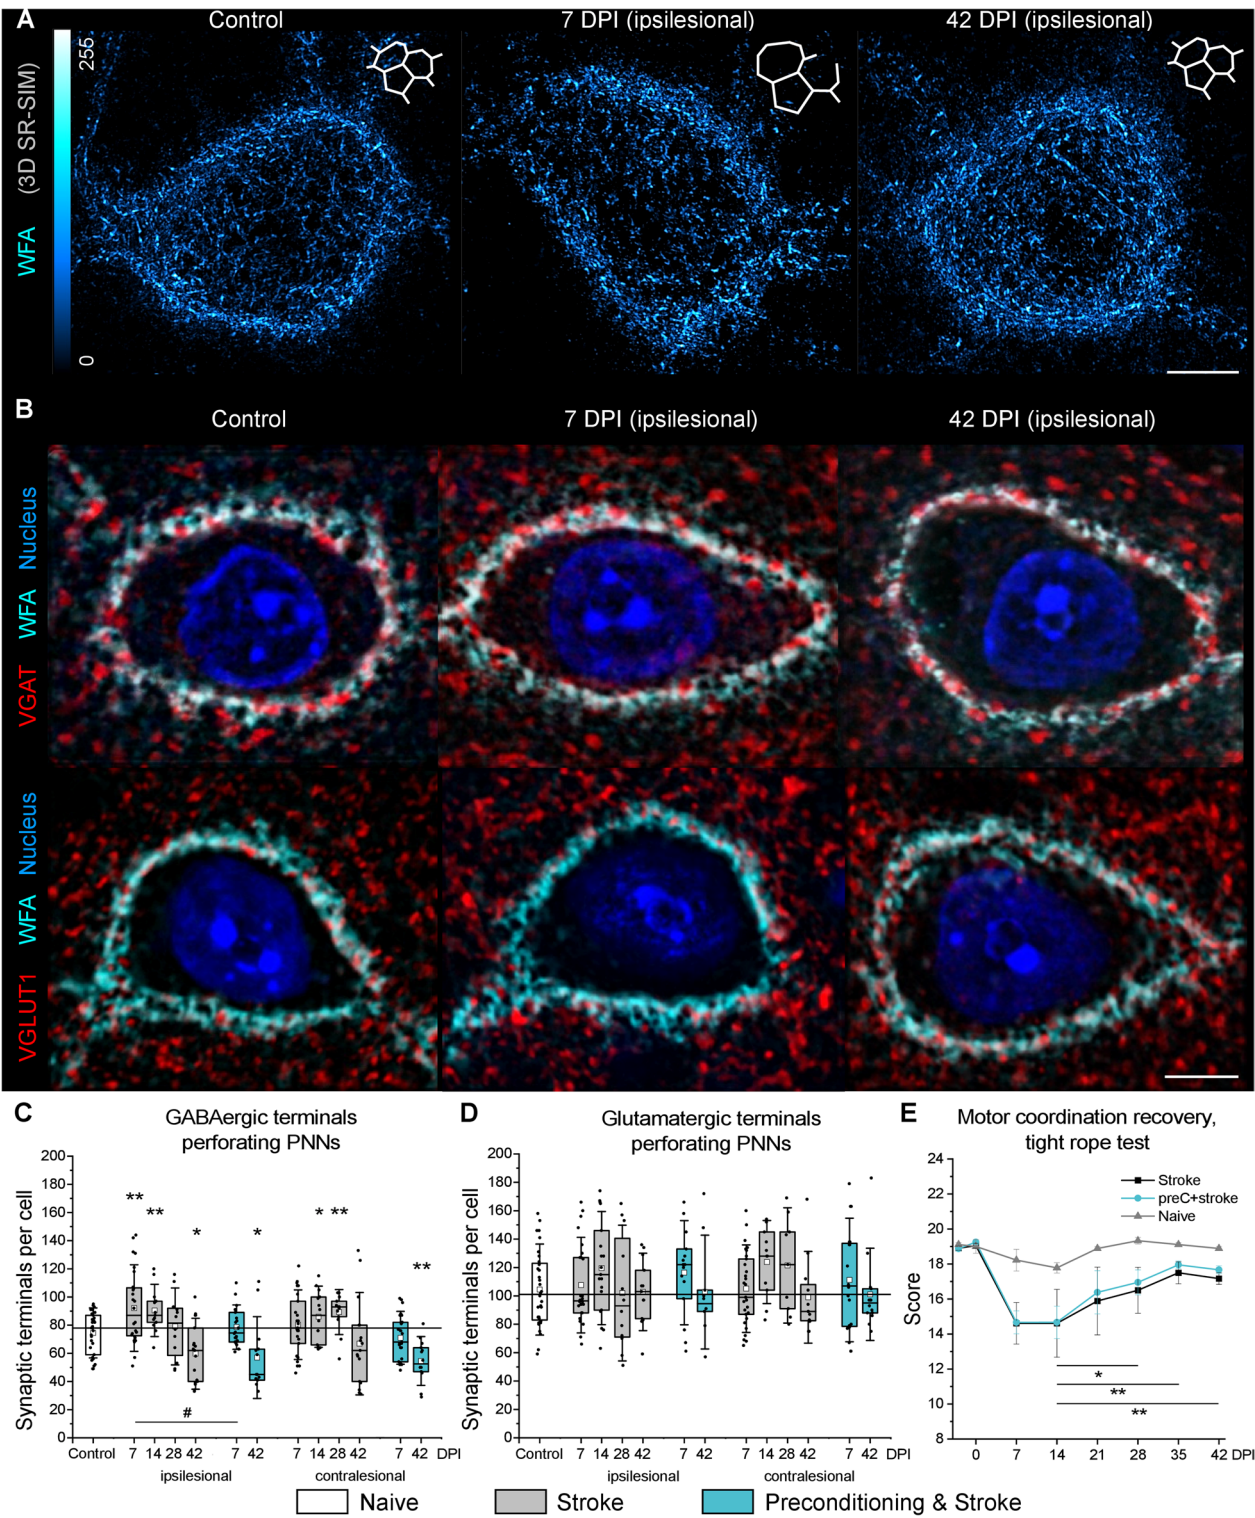 A
Control
7 DPI (ipsilesional)
42 DPI (ipsilesional)
WFA (3D SR-SIM)
255
0
B
Control
7 DPI (ipsilesional)
42 DPI (ipsilesional)
VGAT WFA Nucleus
VGLUT1 WFA Nucleus
C
GABAergic terminals
perforating PNNs
Synaptic terminals per cell
200
180
160
140
120
100
80
60
40
20
0
**
**
*
*
*
**
**
#
Control 7 14 28 42 7 42 7 14 28 42 7 42 DPI
ipsilesional contralesional
D
Glutamatergic terminals
perforating PNNs
Synaptic terminals per cell
200
180
160
140
120
100
80
60
40
20
0
Control 7 14 28 42 7 42 7 14 28 42 7 42 DPI
ipsilesional contralesional
E
Motor coordination recovery,
tight rope test
Score
24
22
20
18
16
14
12
10
8
Stroke
preC+stroke
Naive
*
**
**
0 7 14 21 28 35 42 DPI
Naive Stroke Preconditioning & Stroke